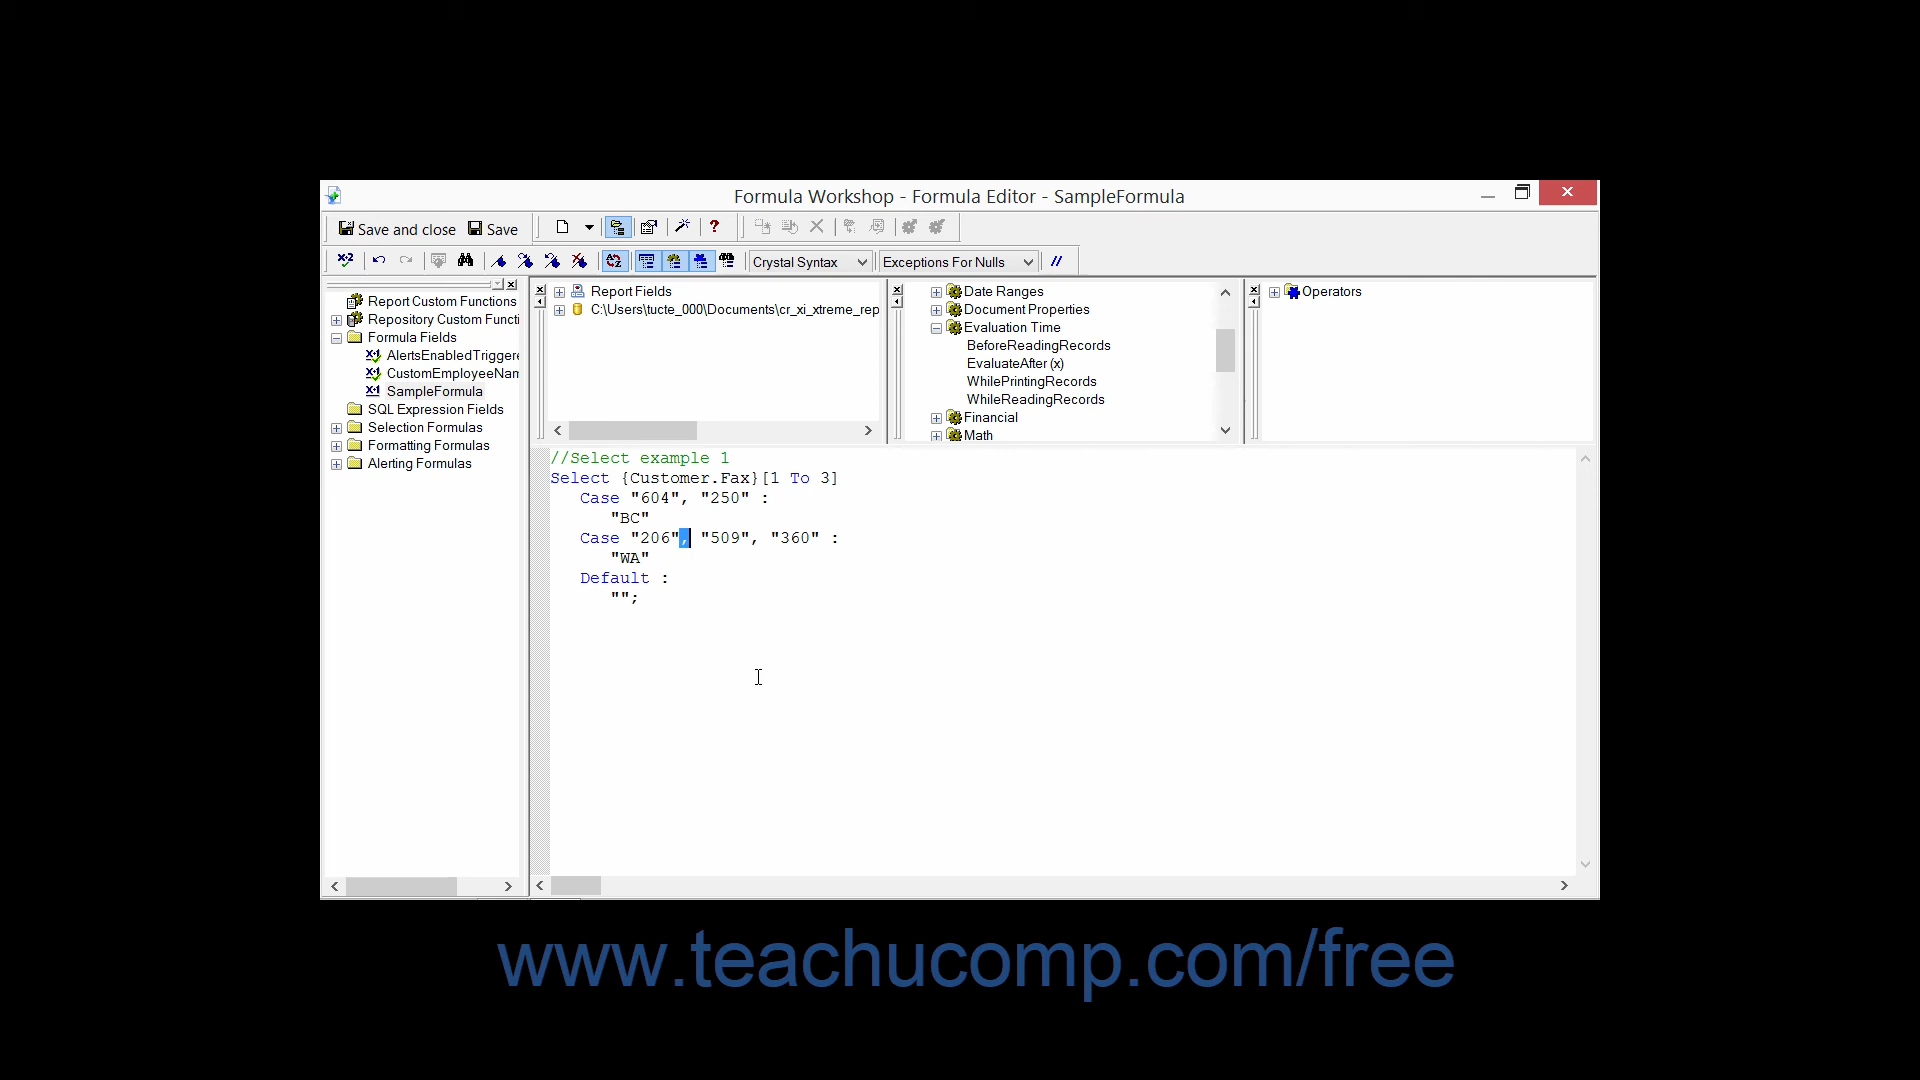 Formula Workshop - Formula Editor - SampleFormula
Save and close Save
Crystal Syntax Exceptions For Nulls //
Report Custom Functions
Repository Custom Functi
Formula Fields
AlertsEnabledTriggere
CustomEmployeeNam
SampleFormula
SQL Expression Fields
Selection Formulas
Formatting Formulas
Alerting Formulas
Report Fields
C:\Users\tucte_000\Documents\cr_xi_xtreme_rep
Date Ranges
Document Properties
Evaluation Time
BeforeReadingRecords
EvaluateAfter (x)
WhilePrintingRecords
WhileReadingRecords
Financial
Math
Operators
//Select example 1
Select {Customer.Fax}[1 To 3]
Case "604", "250" :
"BC"
Case "206", "509", "360" :
"WA"
Default :
"";
www.teachucomp.com/free